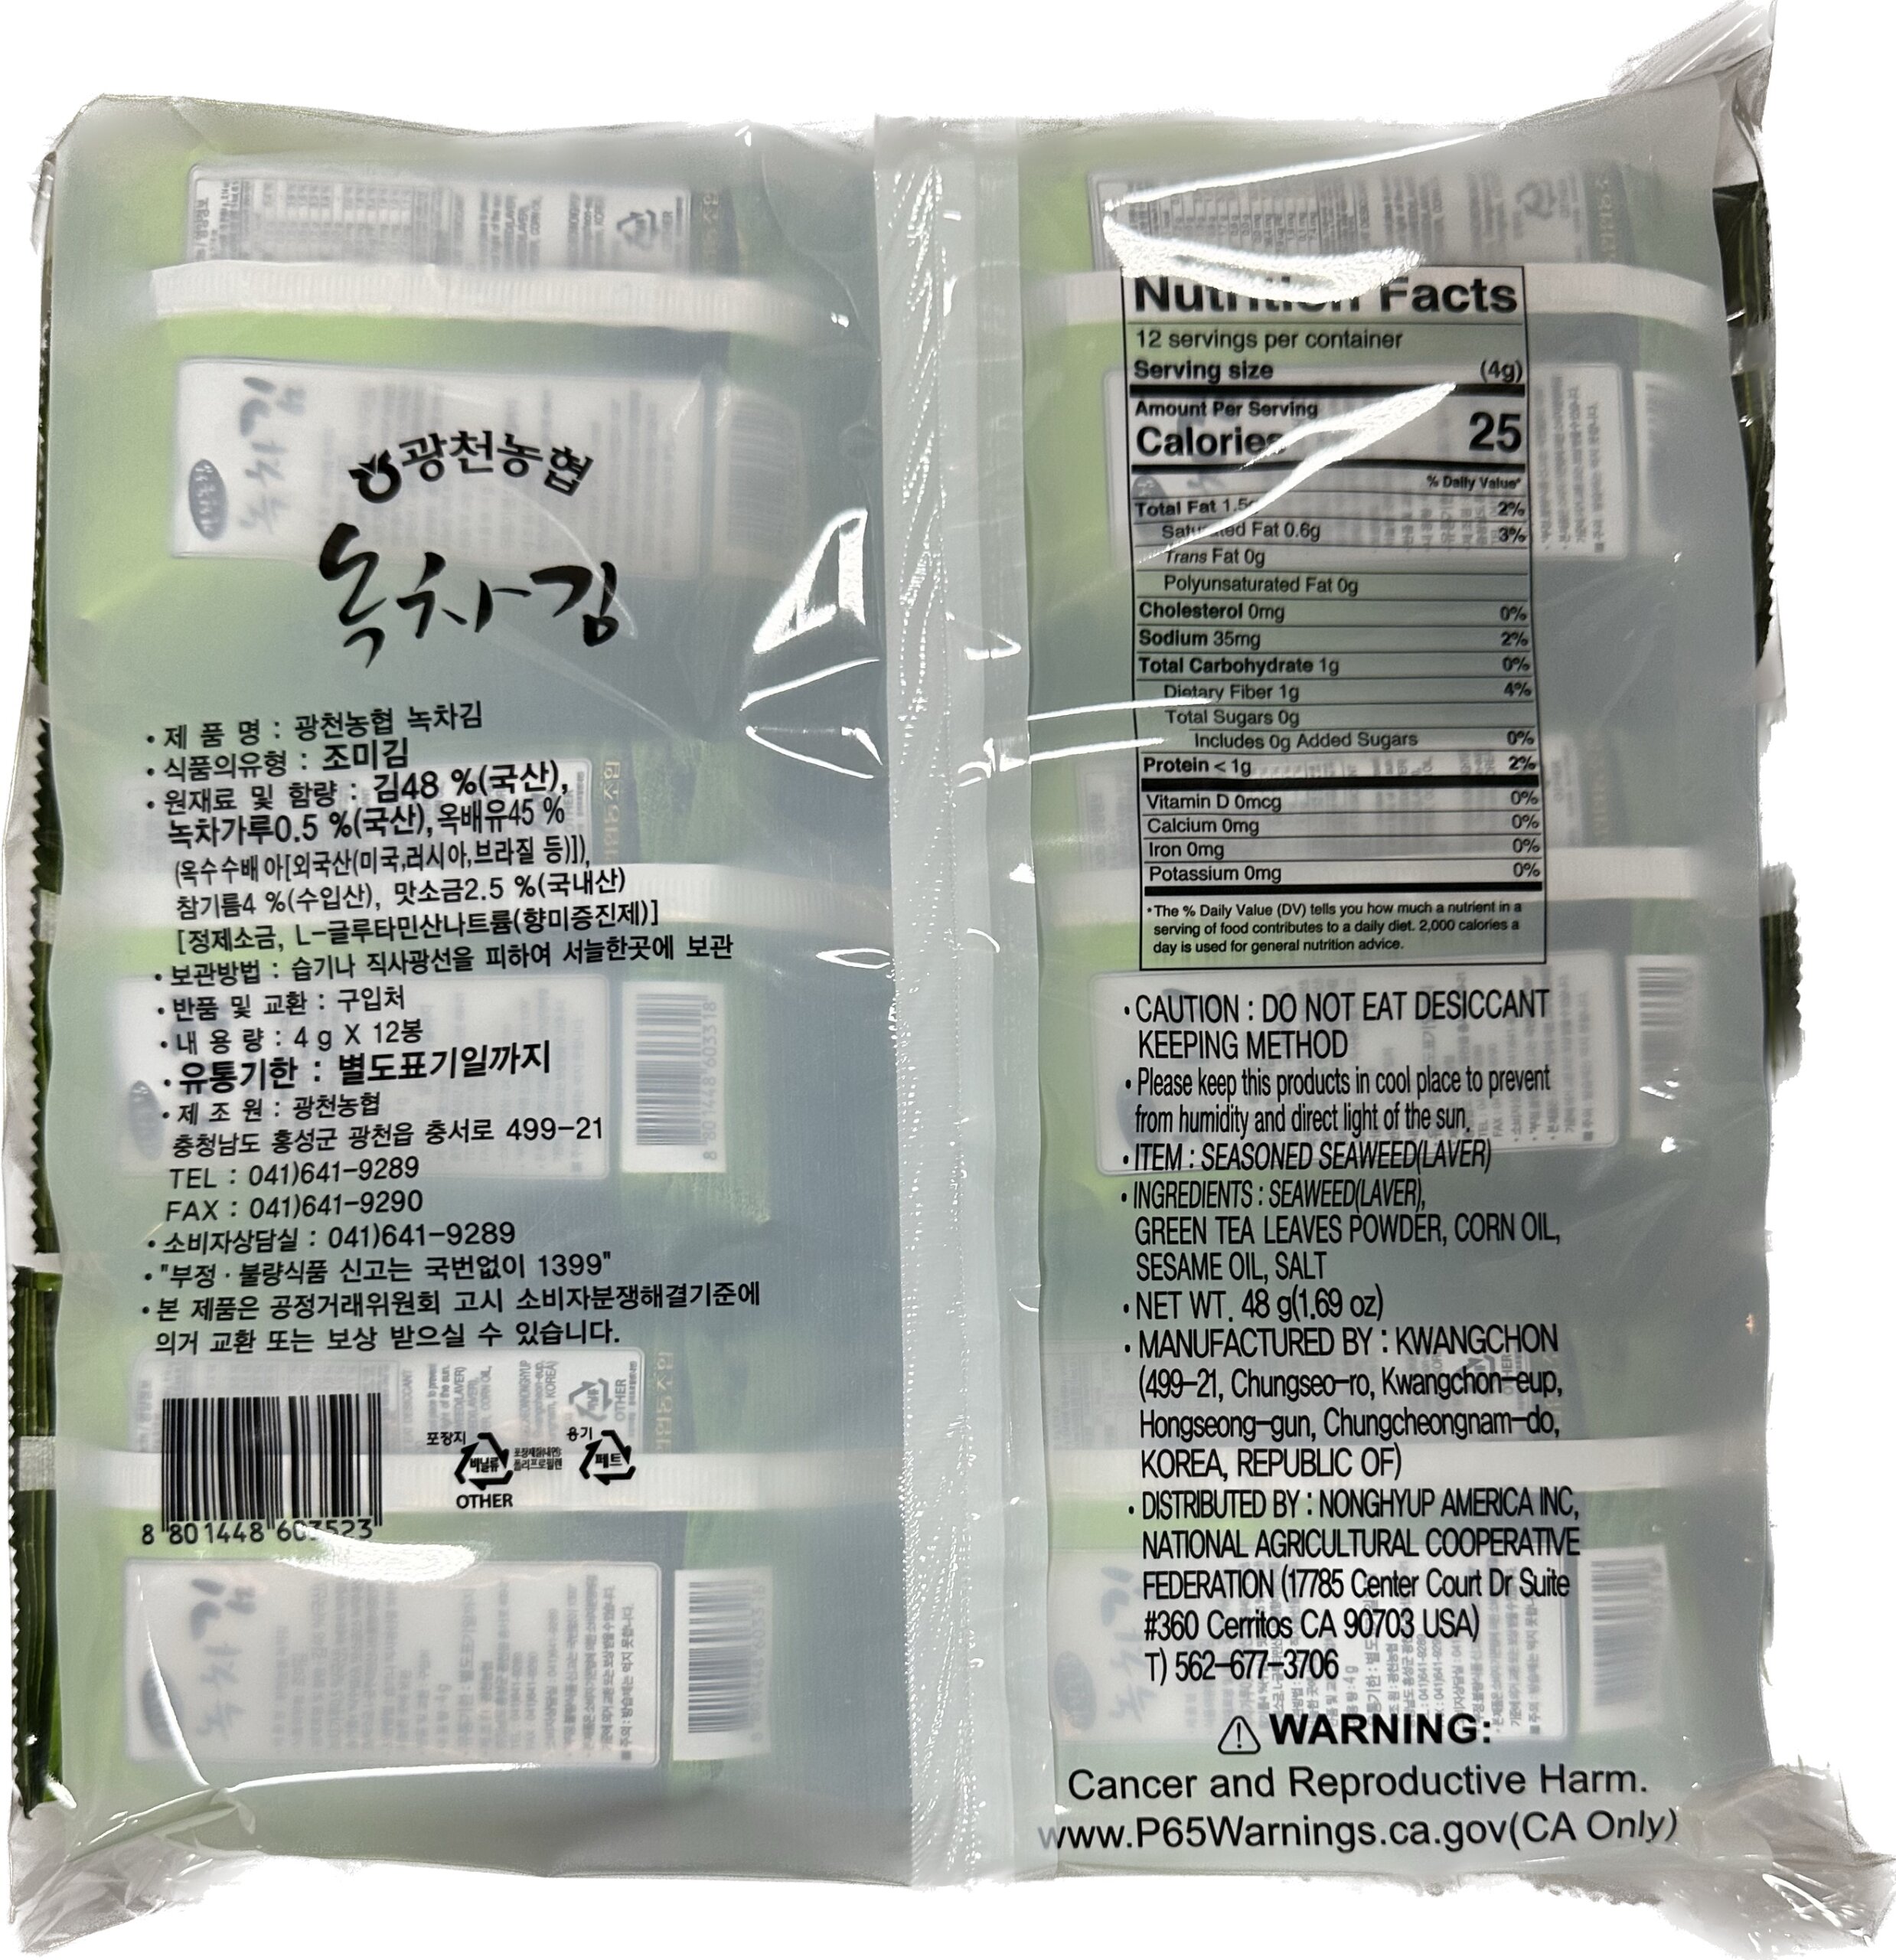 광천농협
녹차김
• 제 품 명 : 광천농협 녹차김
• 식품의유형 : 조미김
• 원재료 및 함량 : 김48 %(국산),
녹차가루0.5 %(국산), 옥배유45 %
(옥수수배아[외국산(미국,러시아,브라질 등)]),
참기름4 %(수입산), 맛소금2.5 %(국내산)
[정제소금, L-글루타민산나트륨(향미증진제)]
• 보관방법 : 습기나 직사광선을 피하여 서늘한곳에 보관
• 반품 및 교환 : 구입처
• 내 용 량 : 4 g X 12봉
• 유통기한 : 별도표기일까지
• 제 조 원 : 광천농협
충청남도 홍성군 광천읍 충서로 499-21
TEL : 041)641-9289
FAX : 041)641-9290
• 소비자상담실 : 041)641-9289
• "부정 · 불량식품 신고는 국번없이 1399"
• 본 제품은 공정거래위원회 고시 소비자분쟁해결기준에
의거 교환 또는 보상 받으실 수 있습니다.
포장지
비닐류
OTHER
용기
페트
8 801448 603523
Nutrition Facts
12 servings per container
Serving size (4g)
Amount Per Serving
Calories 25
% Daily Value*
Total Fat 1.5g 2%
Saturated Fat 0.6g 3%
Trans Fat 0g
Polyunsaturated Fat 0g
Cholesterol 0mg 0%
Sodium 35mg 2%
Total Carbohydrate 1g 0%
Dietary Fiber 1g 4%
Total Sugars 0g
Includes 0g Added Sugars 0%
Protein < 1g 2%
Vitamin D 0mcg 0%
Calcium 0mg 0%
Iron 0mg 0%
Potassium 0mg 0%
* The % Daily Value (DV) tells you how much a nutrient in a
serving of food contributes to a daily diet. 2,000 calories a
day is used for general nutrition advice.
• CAUTION : DO NOT EAT DESICCANT
KEEPING METHOD
• Please keep this products in cool place to prevent
from humidity and direct light of the sun.
• ITEM : SEASONED SEAWEED(LAVER)
• INGREDIENTS : SEAWEED(LAVER),
GREEN TEA LEAVES POWDER, CORN OIL,
SESAME OIL, SALT
• NET WT. 48 g(1.69 oz)
• MANUFACTURED BY : KWANGCHON
(499-21, Chungseo-ro, Kwangchon-eup,
Hongseong-gun, Chungcheongnam-do,
KOREA, REPUBLIC OF)
• DISTRIBUTED BY : NONGHYUP AMERICA INC,
NATIONAL AGRICULTURAL COOPERATIVE
FEDERATION (17785 Center Court Dr Suite
#360 Cerritos CA 90703 USA)
T) 562-677-3706
⚠ WARNING:
Cancer and Reproductive Harm.
www.P65Warnings.ca.gov(CA Only)